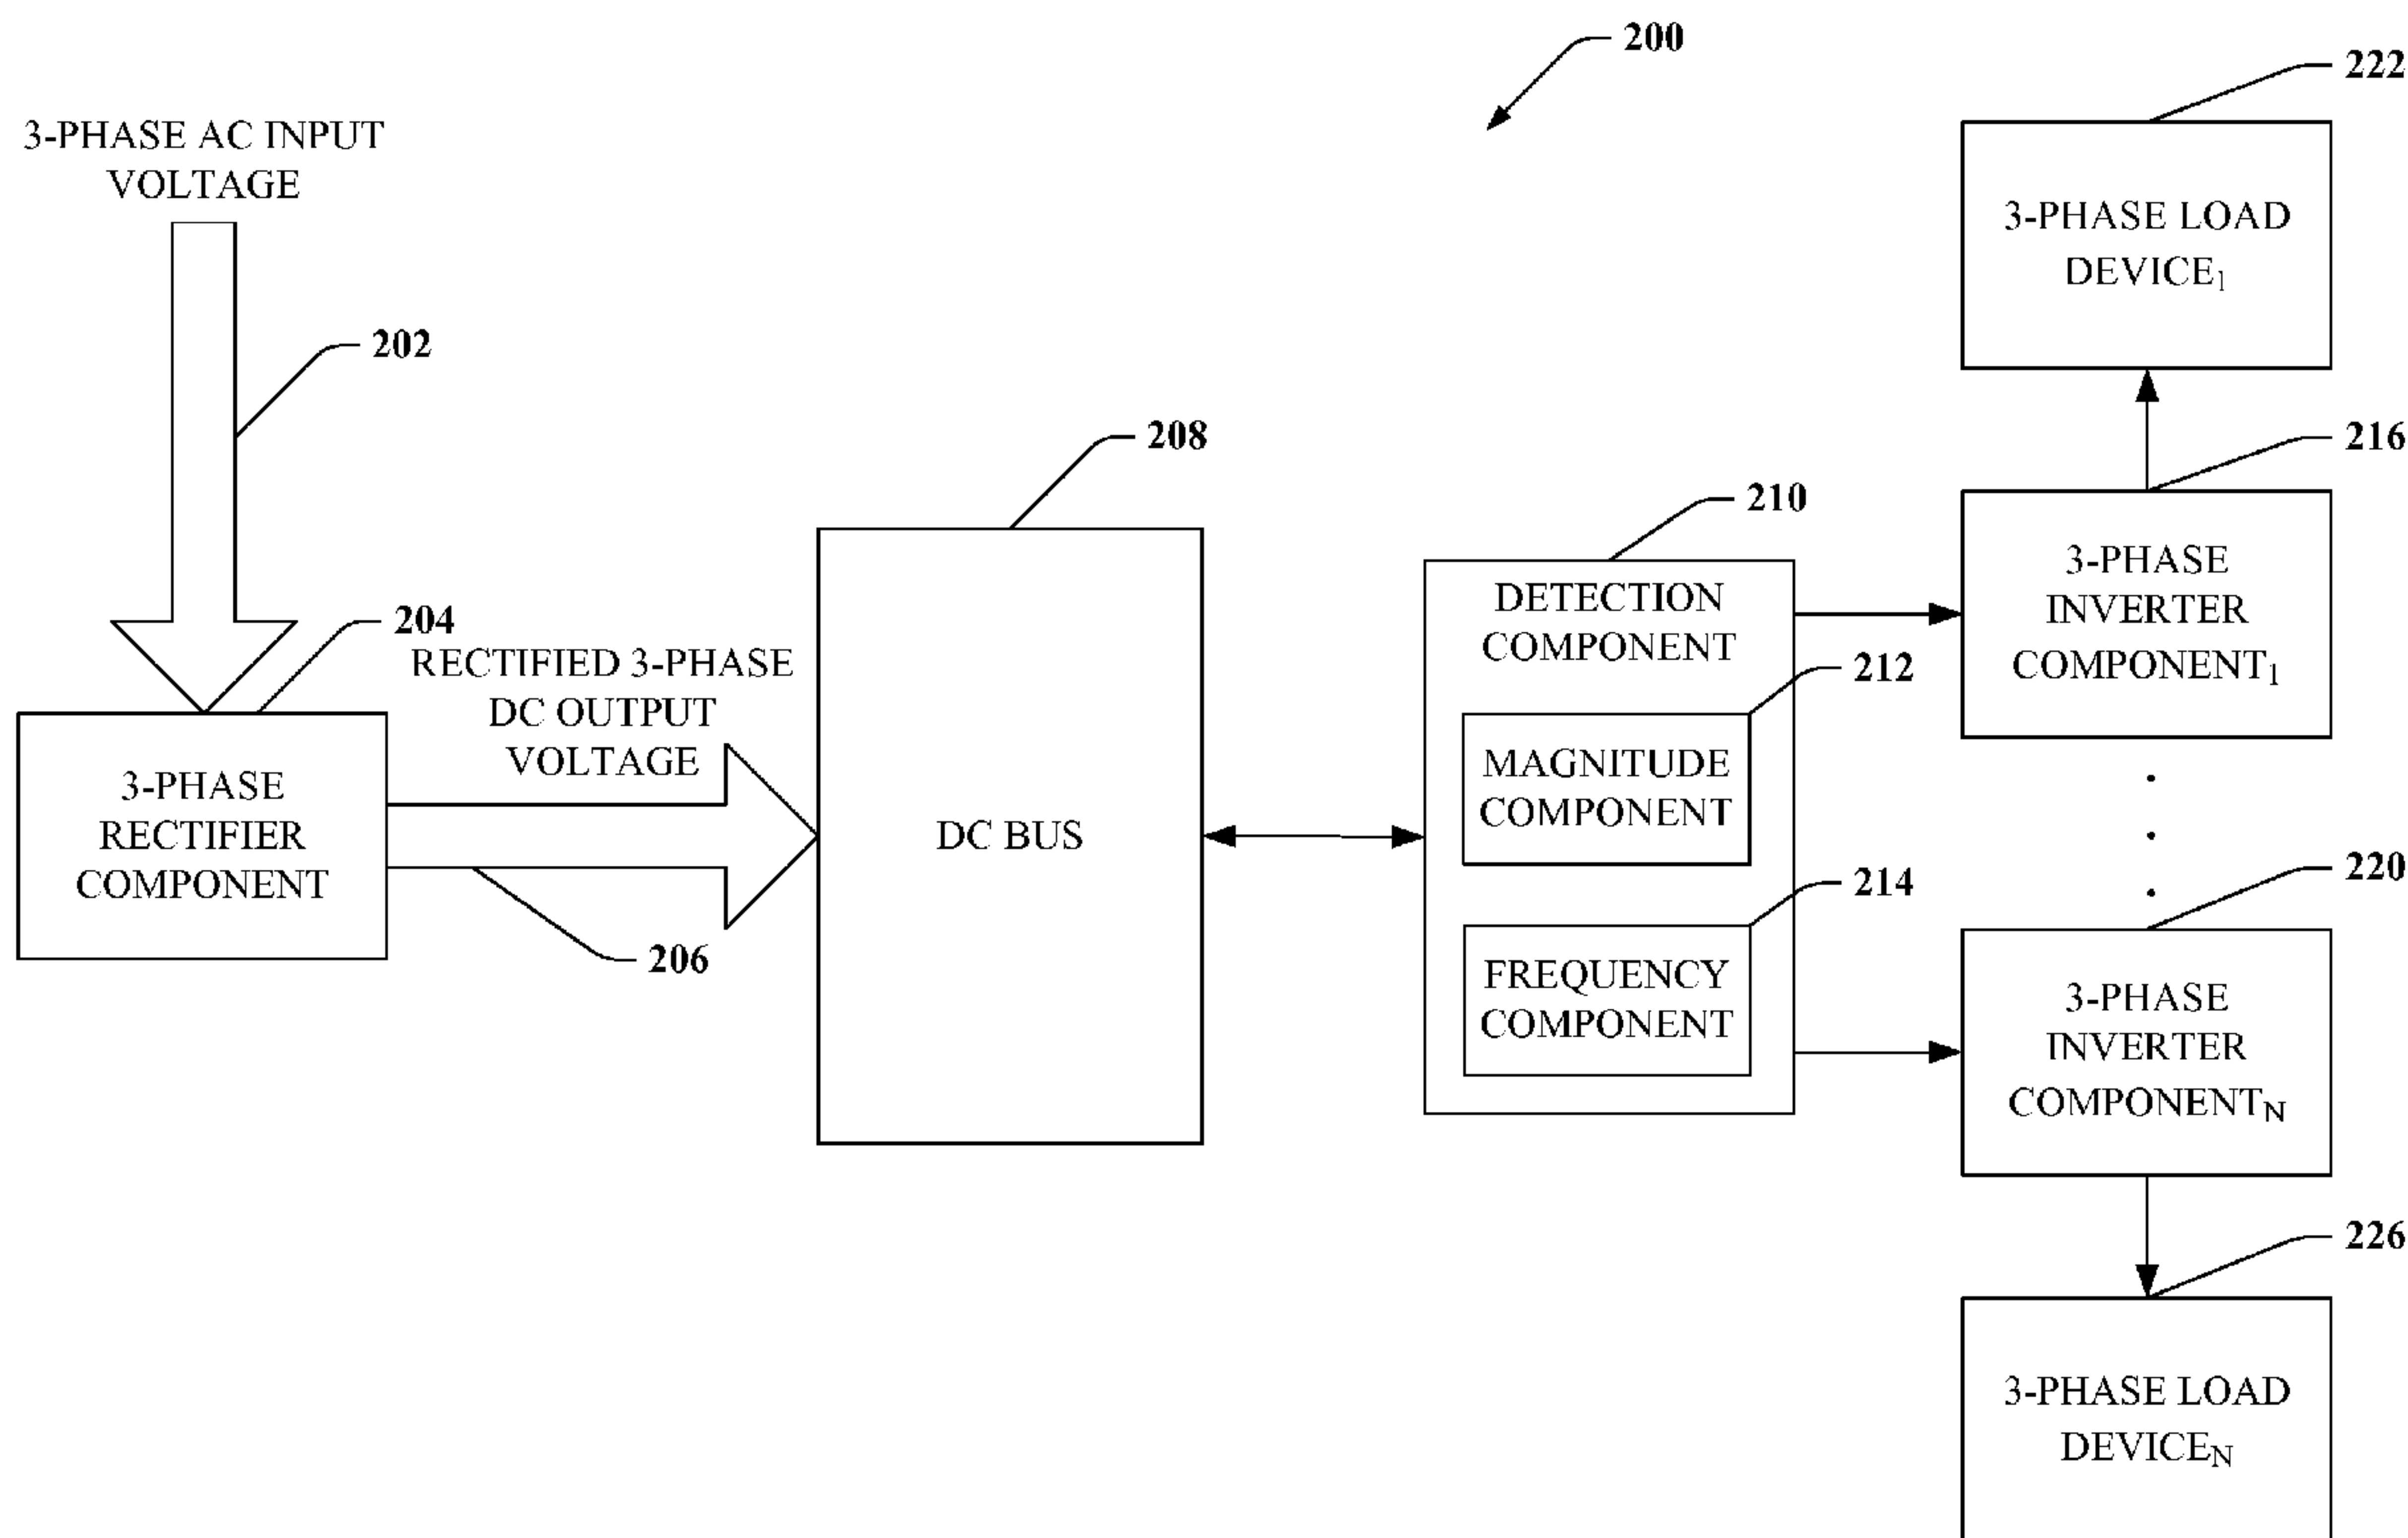 200
222
3-PHASE AC INPUT
VOLTAGE
3-PHASE LOAD
DEVICE₁
202
208
216
210
3-PHASE
INVERTER
COMPONENT₁
DETECTION
COMPONENT
204
RECTIFIED 3-PHASE
DC OUTPUT
VOLTAGE
212
MAGNITUDE
COMPONENT
3-PHASE
RECTIFIER
COMPONENT
DC BUS
206
214
220
FREQUENCY
COMPONENT
3-PHASE
INVERTER
COMPONENT_N
226
3-PHASE LOAD
DEVICE_N